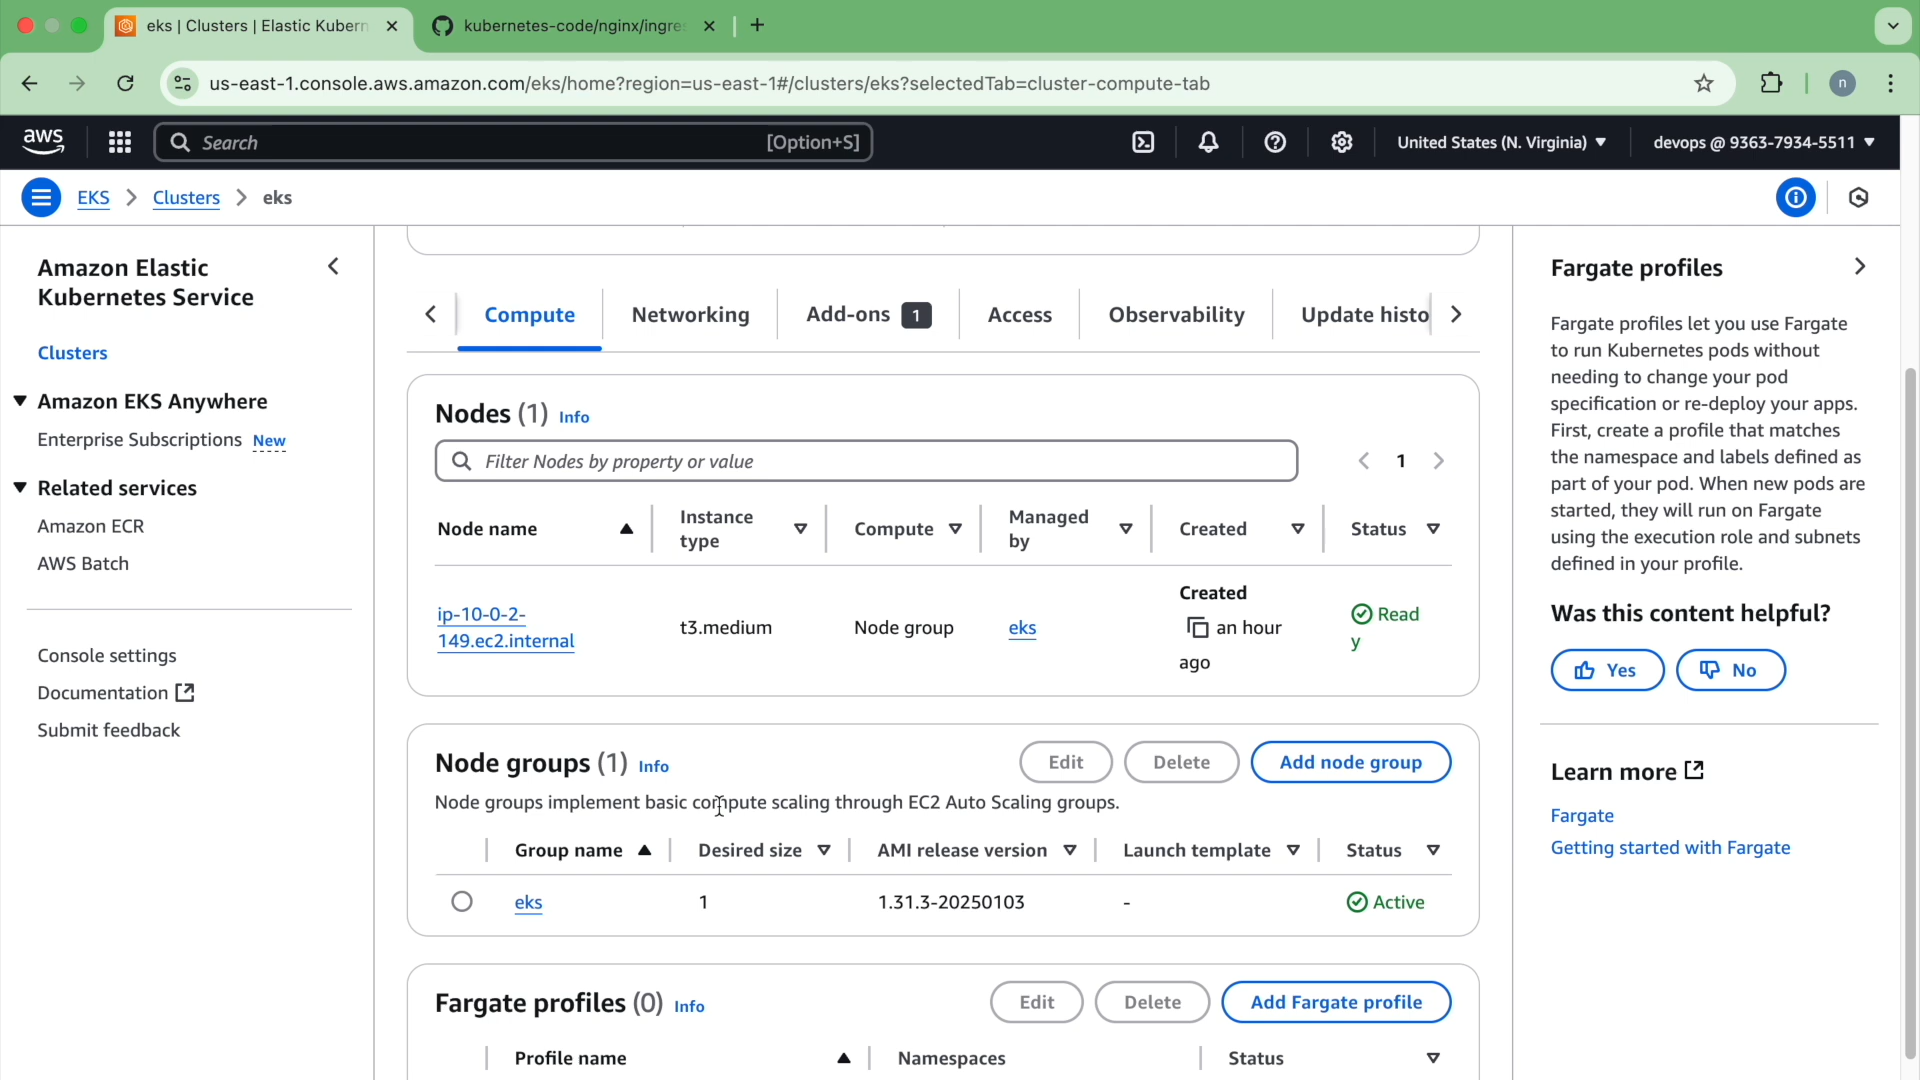 eks | Clusters | Elastic Kubern
kubernetes-code/nginx/ingre
us-east-1.console.aws.amazon.com/eks/home?region=us-east-1#/clusters/eks?selectedTab=cluster-compute-tab
n
aws
Search
[Option+S]
United States (N. Virginia)
devops @ 9363-7934-5511
EKS
Clusters
eks
Amazon Elastic
Kubernetes Service
Clusters
Amazon EKS Anywhere
Enterprise Subscriptions New
Related services
Amazon ECR
AWS Batch
Console settings
Documentation
Submit feedback
Compute
Networking
Add-ons 1
Access
Observability
Update histo
Nodes (1) Info
Filter Nodes by property or value
1
Node name
Instance
type
Compute
Managed
by
Created
Status
ip-10-0-2-
149.ec2.internal
t3.medium
Node group
eks
Created
an hour
ago
Read
y
Node groups (1) Info
Edit
Delete
Add node group
Node groups implement basic compute scaling through EC2 Auto Scaling groups.
Group name
Desired size
AMI release version
Launch template
Status
eks
1
1.31.3-20250103
-
Active
Fargate profiles (0) Info
Edit
Delete
Add Fargate profile
Profile name
Namespaces
Status
Fargate profiles
Fargate profiles let you use Fargate
to run Kubernetes pods without
needing to change your pod
specification or re-deploy your apps.
First, create a profile that matches
the namespace and labels defined as
part of your pod. When new pods are
started, they will run on Fargate
using the execution role and subnets
defined in your profile.
Was this content helpful?
Yes
No
Learn more
Fargate
Getting started with Fargate